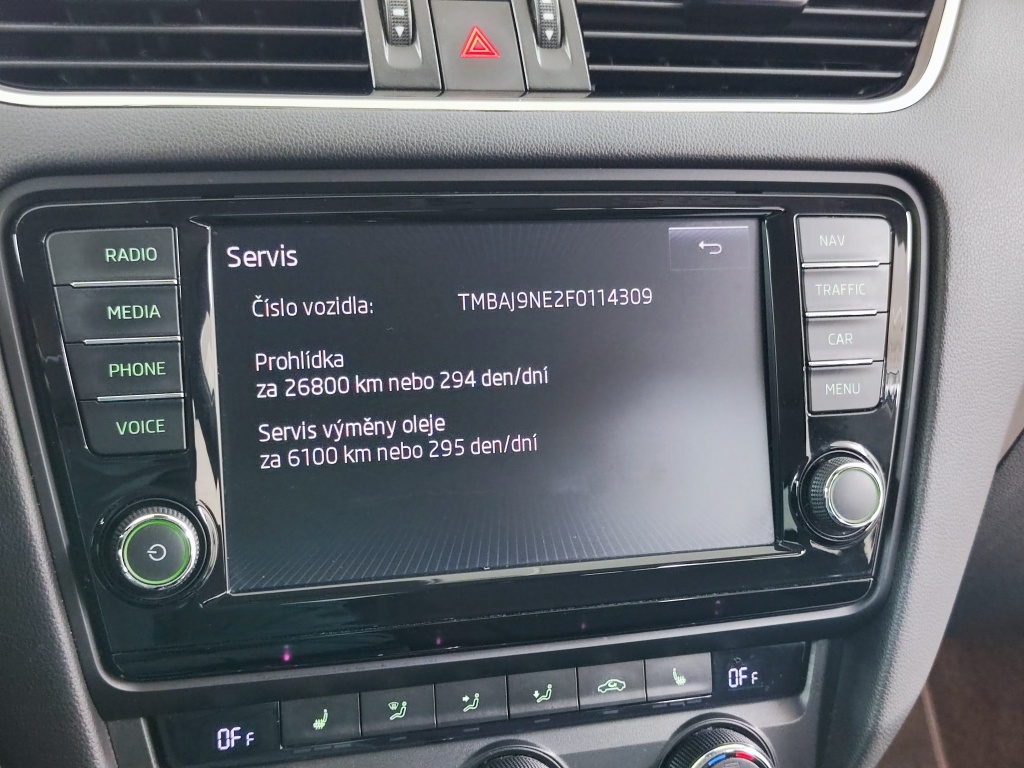 Servis
RADIO
NAV
Číslo vozidla: TMBAJ9NE2F0114309
MEDIA
TRAFFIC
Prohlídka
za 26800 km nebo 294 den/dní
PHONE
CAR
Servis výměny oleje
za 6100 km nebo 295 den/dní
VOICE
MENU
OFF
OFF